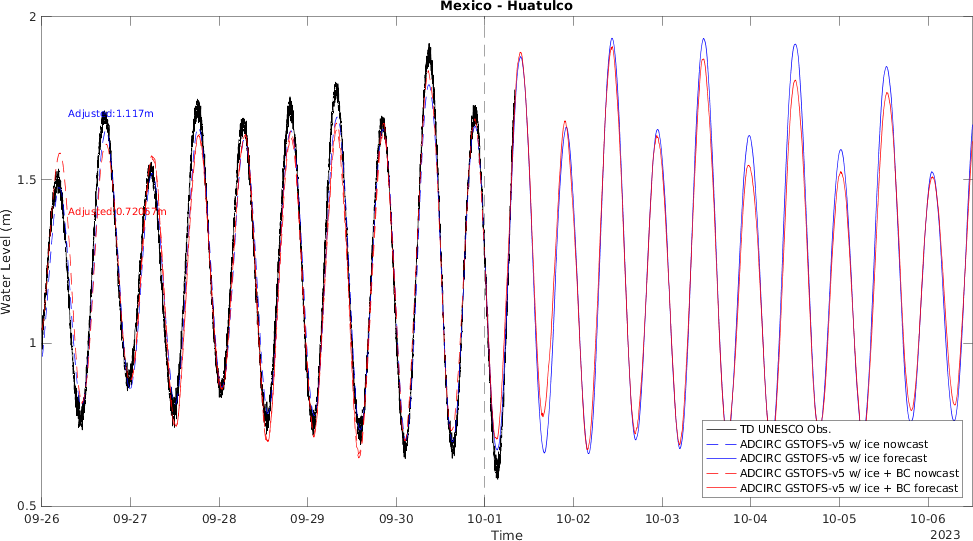 Mexico - Huatulco
2
1.5
1
0.5
Water Level (m)
Adjusted:1.117m
Adjusted:0.72067m
TD UNESCO Obs.
ADCIRC GSTOFS-v5 w/ ice nowcast
ADCIRC GSTOFS-v5 w/ ice forecast
ADCIRC GSTOFS-v5 w/ ice + BC nowcast
ADCIRC GSTOFS-v5 w/ ice + BC forecast
09-26 09-27 09-28 09-29 09-30 10-01 10-02 10-03 10-04 10-05 10-06
Time
2023